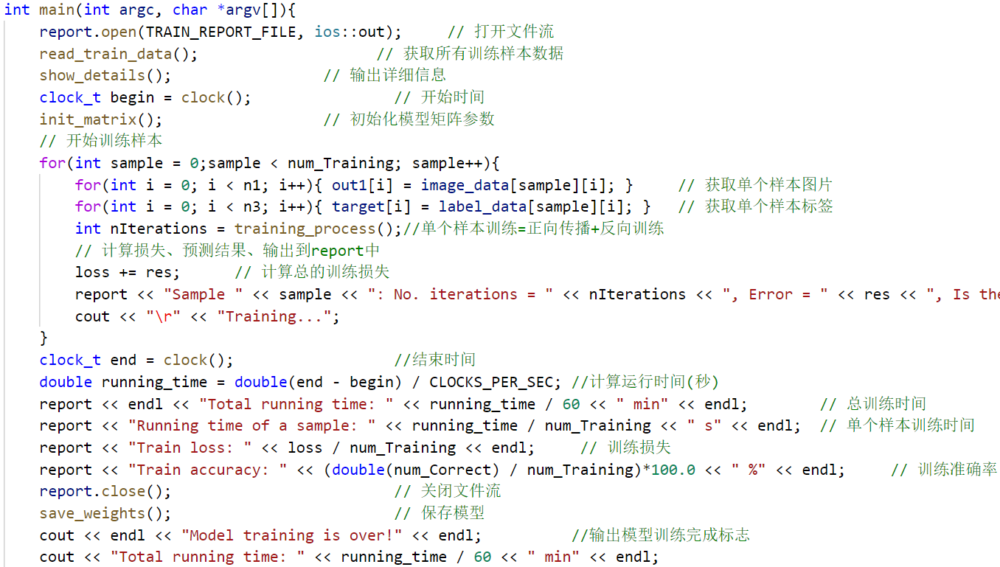 int main(int argc, char *argv[]){
report.open(TRAIN_REPORT_FILE, ios::out); // 打开文件流
read_train_data(); // 获取所有训练样本数据
show_details(); // 输出详细信息
clock_t begin = clock(); // 开始时间
init_matrix(); // 初始化模型矩阵参数
// 开始训练样本
for(int sample = 0;sample < num_Training; sample++){
for(int i = 0; i < n1; i++){ out1[i] = image_data[sample][i]; } // 获取单个样本图片
for(int i = 0; i < n3; i++){ target[i] = label_data[sample][i]; } // 获取单个样本标签
int nIterations = training_process();//单个样本训练=正向传播+反向训练
// 计算损失、预测结果、输出到report中
loss += res; // 计算总的训练损失
report << "Sample " << sample << ": No. iterations = " << nIterations << ", Error = " << res << ", Is the
cout << "\r" << "Training...";
}
clock_t end = clock(); //结束时间
double running_time = double(end - begin) / CLOCKS_PER_SEC; //计算运行时间(秒)
report << endl << "Total running time: " << running_time / 60 << " min" << endl; // 总训练时间
report << "Running time of a sample: " << running_time / num_Training << " s" << endl; // 单个样本训练时间
report << "Train loss: " << loss / num_Training << endl; // 训练损失
report << "Train accuracy: " << (double(num_Correct) / num_Training)*100.0 << " %" << endl; // 训练准确率
report.close(); // 关闭文件流
save_weights(); // 保存模型
cout << endl << "Model training is over!" << endl; //输出模型训练完成标志
cout << "Total running time: " << running_time / 60 << " min" << endl;